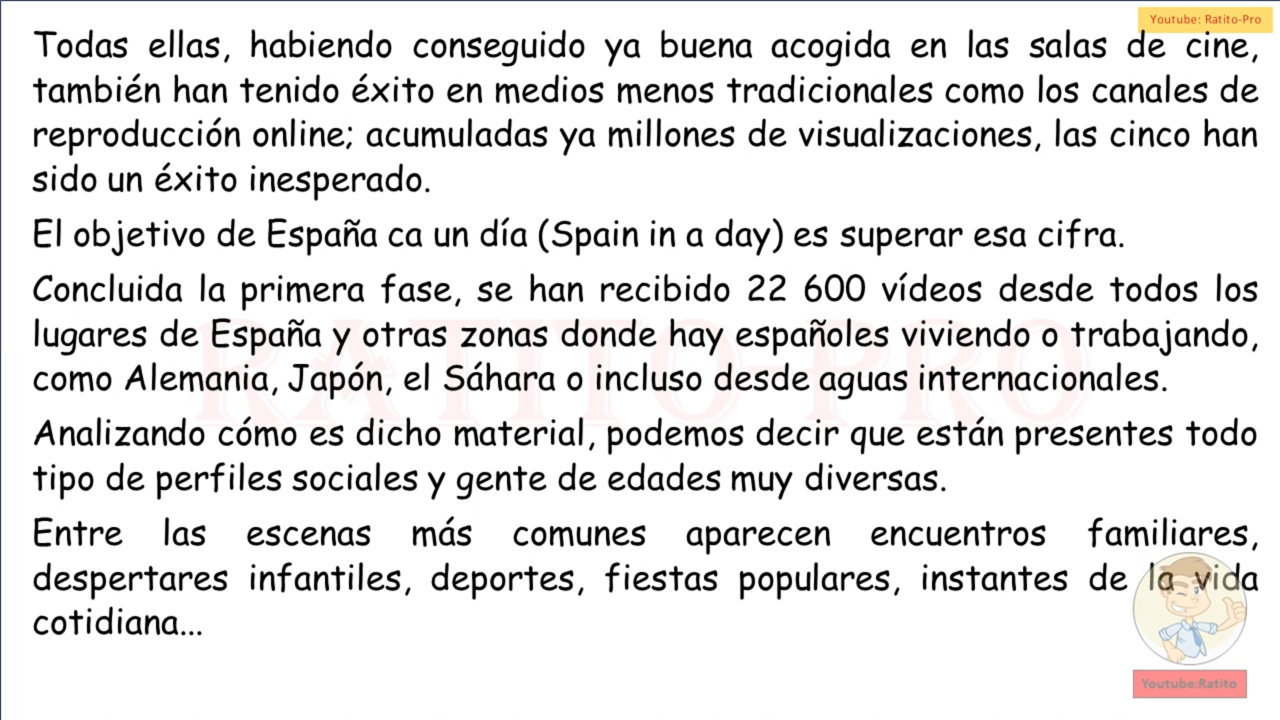 Youtube: Ratito-Pro
Todas ellas, habiendo conseguido ya buena acogida en las salas de cine,
también han tenido éxito en medios menos tradicionales como los canales de
reproducción online; acumuladas ya millones de visualizaciones, las cinco han
sido un éxito inesperado.
El objetivo de España ca un día (Spain in a day) es superar esa cifra.
Concluida la primera fase, se han recibido 22 600 vídeos desde todos los
lugares de España y otras zonas donde hay españoles viviendo o trabajando,
como Alemania, Japón, el Sáhara o incluso desde aguas internacionales.
RATITO-PRO
Analizando cómo es dicho material, podemos decir que están presentes todo
tipo de perfiles sociales y gente de edades muy diversas.
Entre las escenas más comunes aparecen encuentros familiares,
despertares infantiles, deportes, fiestas populares, instantes de la vida
cotidiana...
Youtube:Ratito